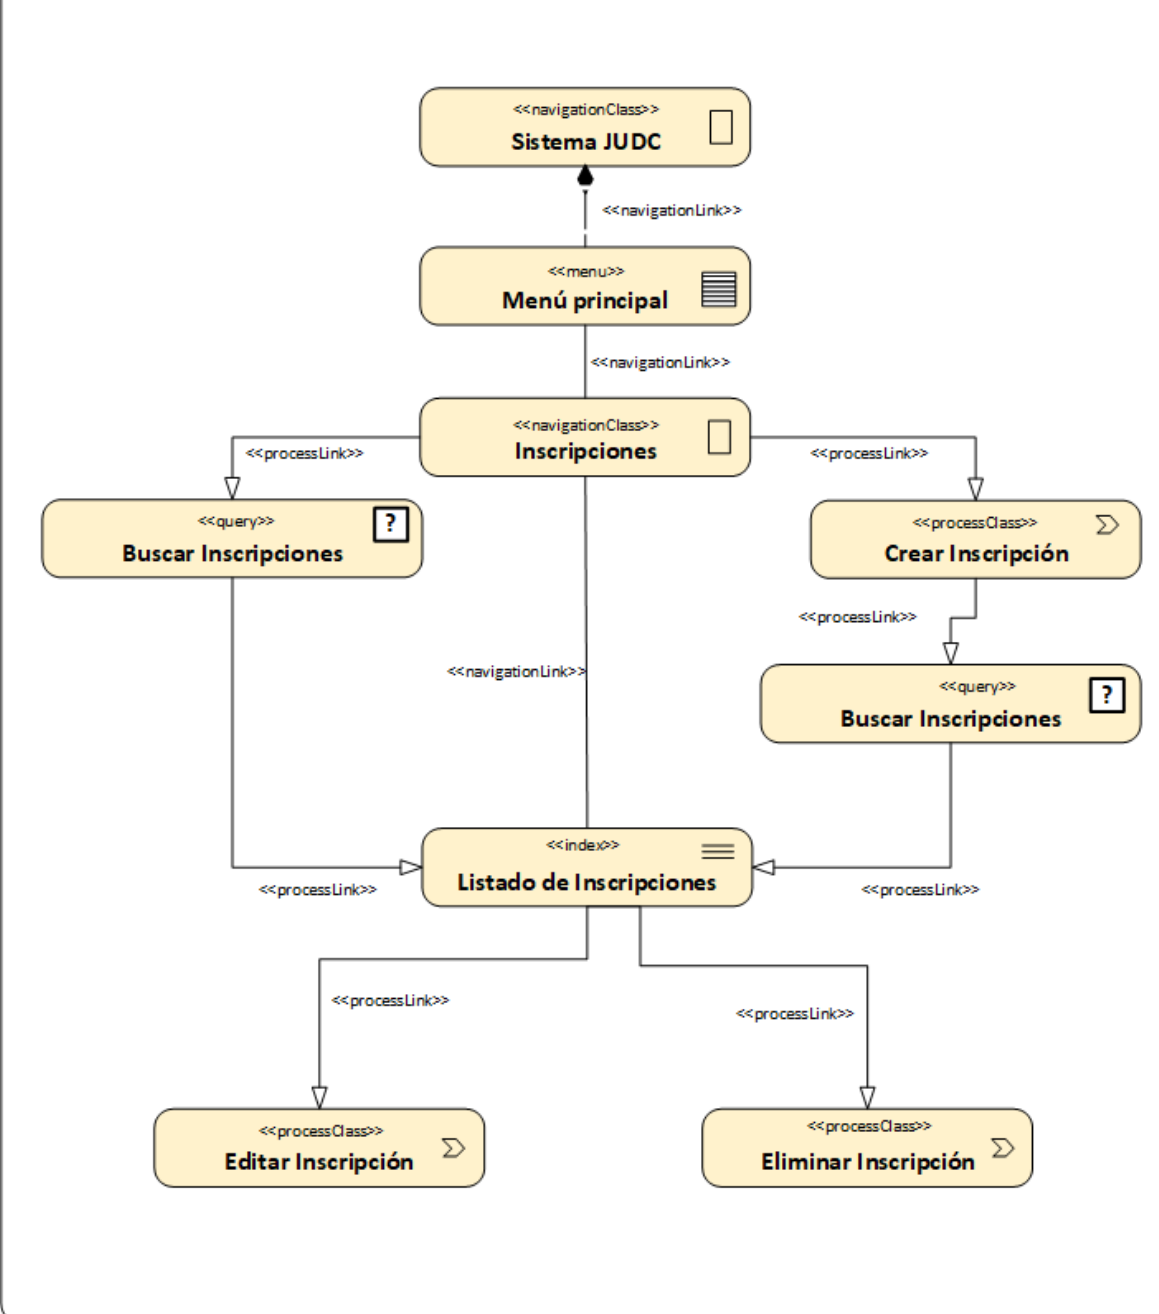 <<navigationClass>>
Sistema JUDC
<<navigationLink>>
<<menu>>
Menú principal
<<navigationLink>>
<<navigationClass>>
Inscripciones
<<processLink>>
<<processLink>>
<<query>>
?
Buscar Inscripciones
<<processClass>>
Crear Inscripción
<<processLink>>
<<navigationLink>>
<<query>>
?
Buscar Inscripciones
<<index>>
Listado de Inscripciones
<<processLink>>
<<processLink>>
<<processLink>>
<<processLink>>
<<processClass>>
Editar Inscripción
<<processClass>>
Eliminar Inscripción